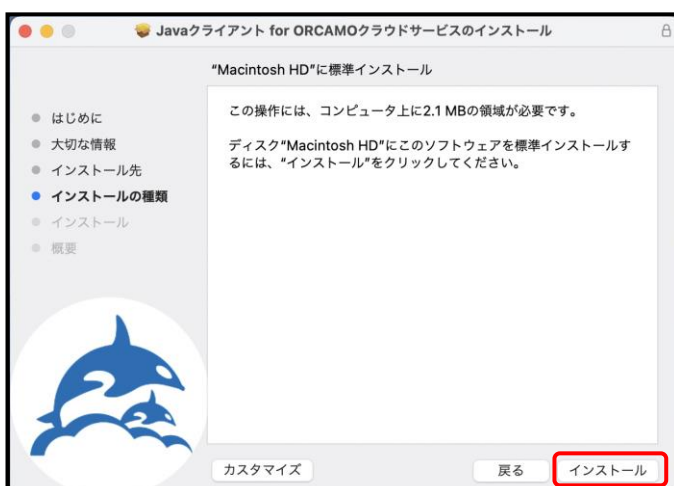 Javaクライアント for ORCAMOクラウドサービスのインストール
“Macintosh HD”に標準インストール
はじめに
大切な情報
インストール先
インストールの種類
インストール
概要
この操作には、コンピュータ上に2.1 MBの領域が必要です。
ディスク“Macintosh HD”にこのソフトウェアを標準インストールす
るには、“インストール”をクリックしてください。
カスタマイズ
戻る
インストール